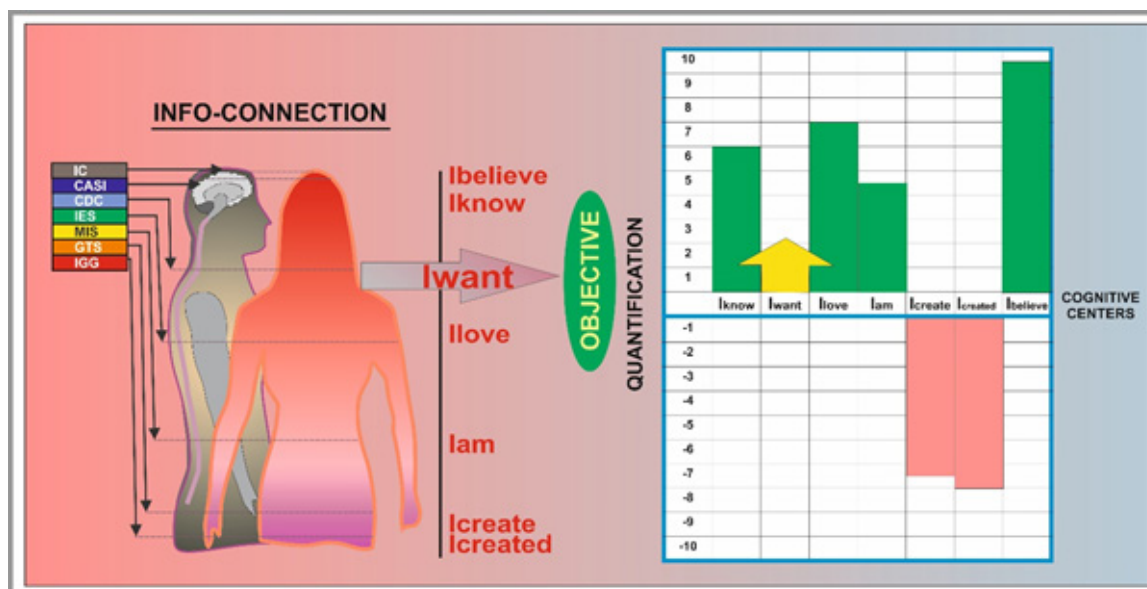 INFO-CONNECTION
IC
CASI
CDC
IES
MIS
GTS
IGG
Ibelieve
Iknow
Iwant
Ilove
Iam
Icreate
Icreated
OBJECTIVE
QUANTIFICATION
10
9
8
7
6
5
4
3
2
1
Iknow Iwant Ilove Iam Icreate Icreated Ibelieve
-1
-2
-3
-4
-5
-6
-7
-8
-9
-10
COGNITIVE
CENTERS